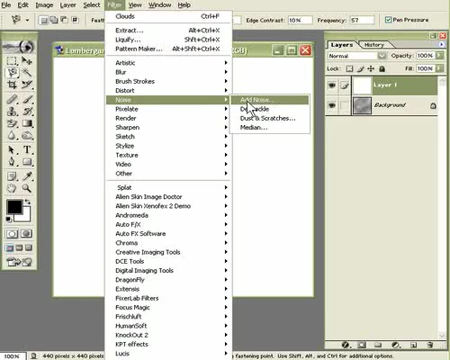 File Edit Image Layer Select Filter View Window Help
Edge Contrast: 10% Frequency: 57 Pen Pressure
Clouds Ctrl+F
Extract... Alt+Ctrl+X
Liquify... Shft+Ctrl+X
Pattern Maker... Alt+Shft+Ctrl+X
Artistic
Blur
Brush Strokes
Distort
Noise
Pixelate
Render
Sharpen
Sketch
Stylize
Texture
Video
Other
Splat
Alien Skin Image Doctor
Alien Skin Xenofex 2 Demo
Andromeda
Auto F/X
Auto FX Software
Chroma
Creative Imaging Tools
DCE Tools
Digital Imaging Tools
DragonFly
Extensis
FixerLab Filters
Focus Magic
Frischluft
HumanSoft
KnockOut 2
KPT effects
Lucis
Add Noise...
Dust & Scratches...
Median...
Layers History
Normal Opacity: 100%
Lock: Fill: 100%
Layer 1
Background
100%
440 pixels x 440 pixels
fastening point. Use Shift, Alt, and Ctrl for additional options.